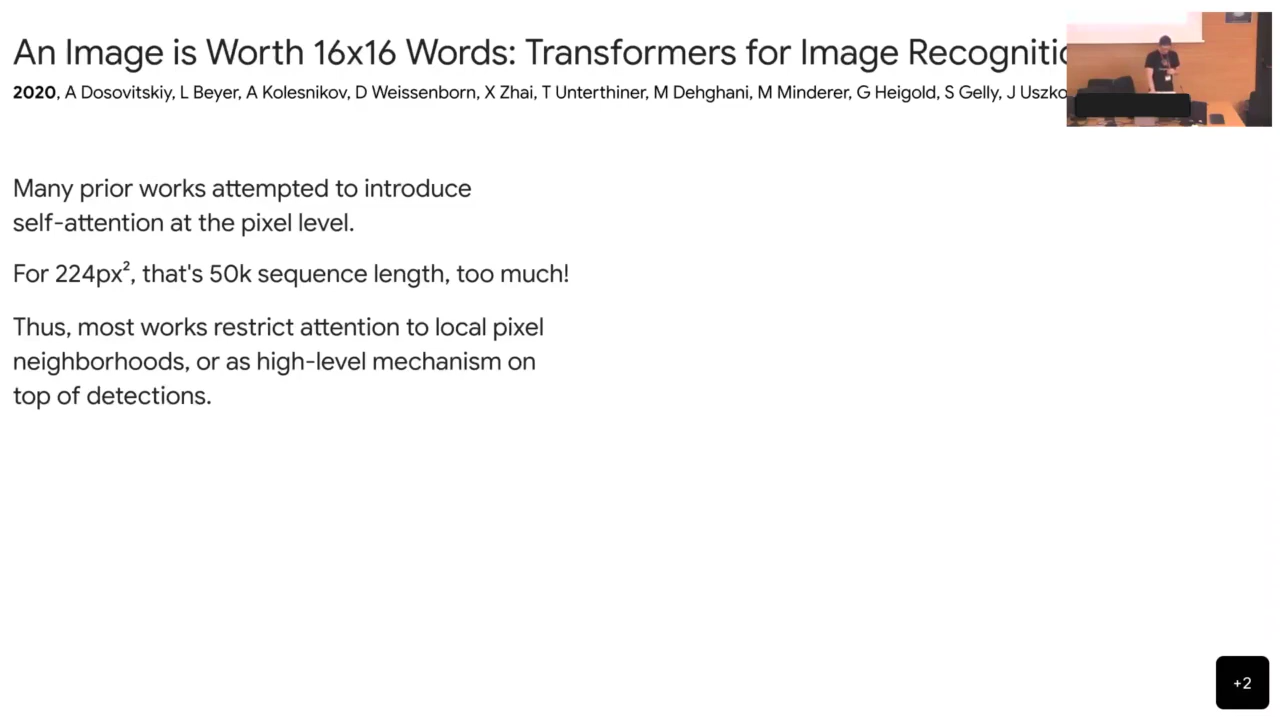 An Image is Worth 16x16 Words: Transformers for Image
2020, A Dosovitskiy, L Beyer, A Kolesnikov, D Weissenborn, X Zhai, T Unterthiner, M Dehghani, M Minderer, G Heigold, S Gelly, J
Many prior works attempted to introduce
self-attention at the pixel level.
For 224px², that's 50k sequence length, too much!
Thus, most works restrict attention to local pixel
neighborhoods, or as high-level mechanism on
top of detections.
+2